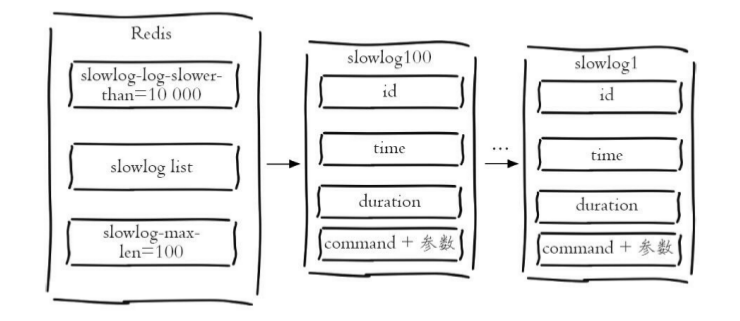 Redis
slowlog-log-slower-
than=10 000
slowlog list
slowlog-max-
len=100
slowlog100
id
time
duration
command + 参数
...
slowlog1
id
time
duration
command + 参数